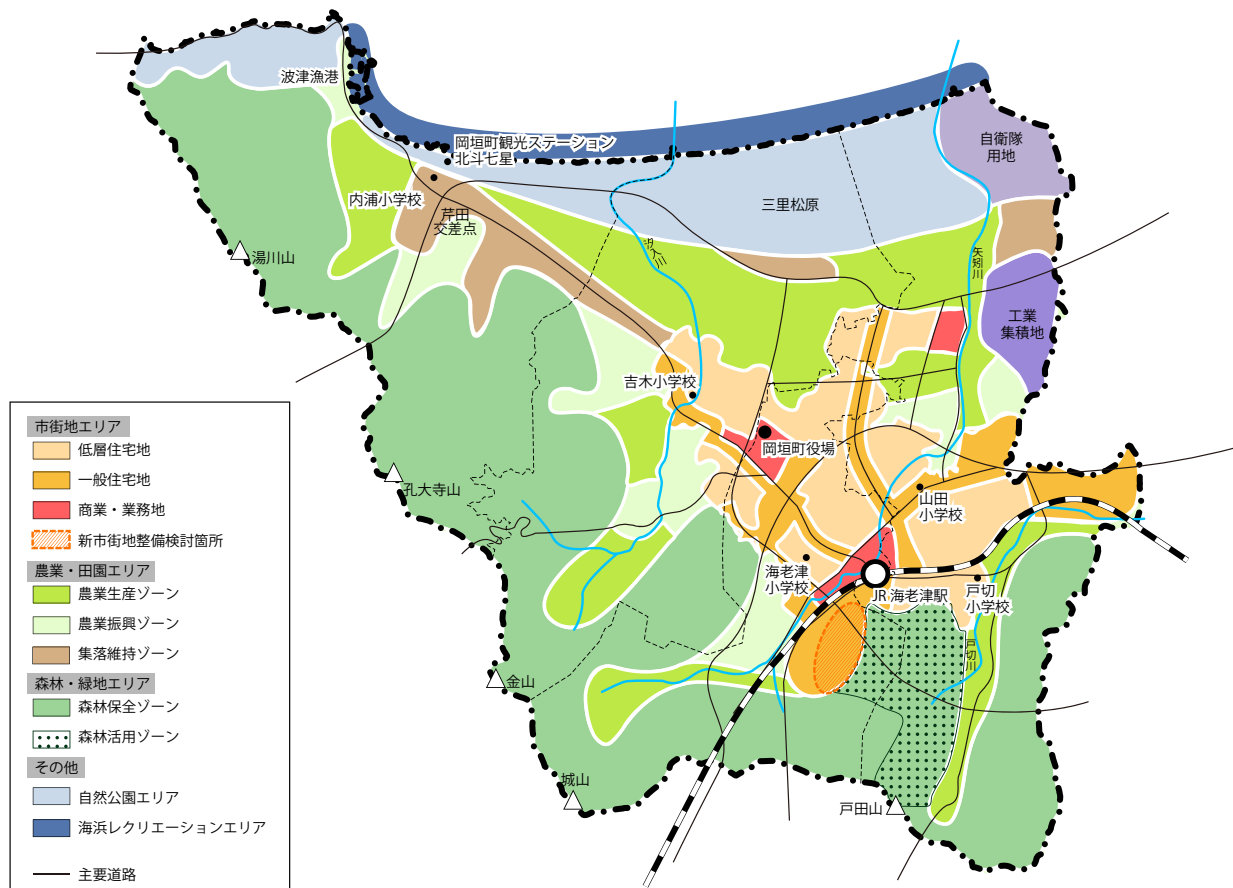 波津漁港
岡垣町観光ステーション
北斗七星
自衛隊
用地
内浦小学校
三里松原
芹田
交差点
汐入川
矢矧川
湯川山
工業
集積地
吉木小学校
岡垣町役場
孔大寺山
山田
小学校
海老津
小学校
JR 海老津駅
戸切
小学校
戸切川
金山
城山
戸田山
市街地エリア
低層住宅地
一般住宅地
商業・業務地
新市街地整備検討箇所
農業・田園エリア
農業生産ゾーン
農業振興ゾーン
集落維持ゾーン
森林・緑地エリア
森林保全ゾーン
森林活用ゾーン
その他
自然公園エリア
海浜レクリエーションエリア
主要道路